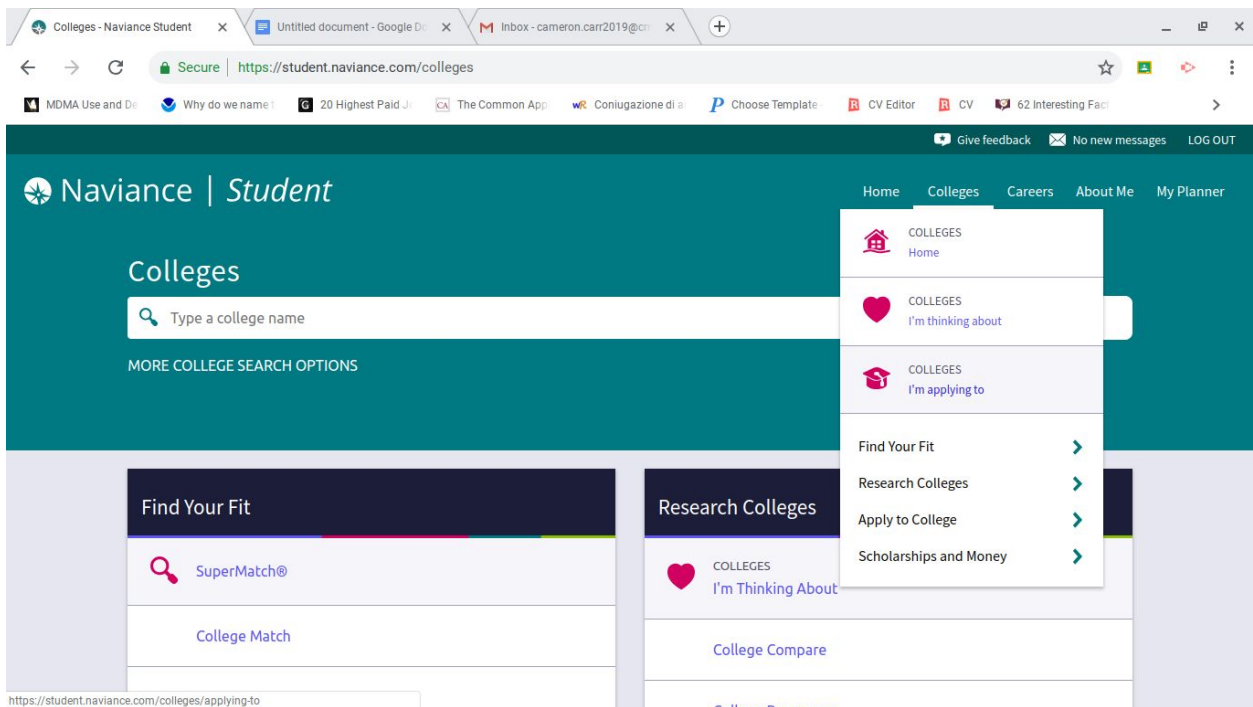 Colleges - Naviance Student
Untitled document - Google Do
Inbox - cameron.carr2019@cn
Secure | https://student.naviance.com/colleges
MDMA Use and De
Why do we name t
20 Highest Paid Jo
The Common App
Coniugazione di a
Choose Template
CV Editor
CV
62 Interesting Fact
Give feedback
No new messages
LOG OUT
Naviance | Student
Home
Colleges
Careers
About Me
My Planner
COLLEGES
Home
COLLEGES
I'm thinking about
COLLEGES
I'm applying to
Find Your Fit
Research Colleges
Apply to College
Scholarships and Money
Colleges
Type a college name
MORE COLLEGE SEARCH OPTIONS
Find Your Fit
SuperMatch®
College Match
Research Colleges
COLLEGES
I'm Thinking About
College Compare
https://student.naviance.com/colleges/applying-to